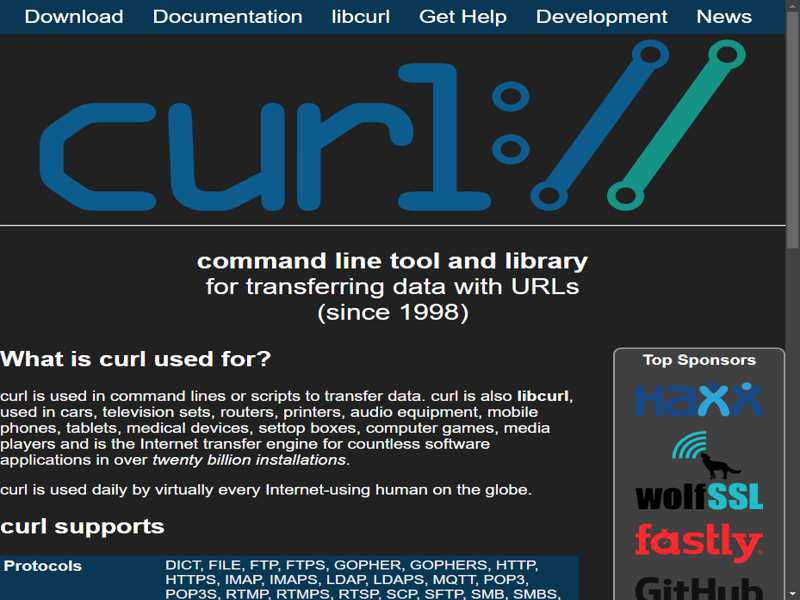 Download Documentation libcurl Get Help Development News
curl://
command line tool and library
for transferring data with URLs
(since 1998)
What is curl used for?
curl is used in command lines or scripts to transfer data. curl is also libcurl,
used in cars, television sets, routers, printers, audio equipment, mobile
phones, tablets, medical devices, settop boxes, computer games, media
players and is the Internet transfer engine for countless software
applications in over twenty billion installations.
curl is used daily by virtually every Internet-using human on the globe.
curl supports
Protocols DICT, FILE, FTP, FTPS, GOPHER, GOPHERS, HTTP,
HTTPS, IMAP, IMAPS, LDAP, LDAPS, MQTT, POP3,
POP3S, RTMP, RTMPS, RTSP, SCP, SFTP, SMB, SMBS,
Top Sponsors
HAXX
wolfSSL
fastly
GitHub